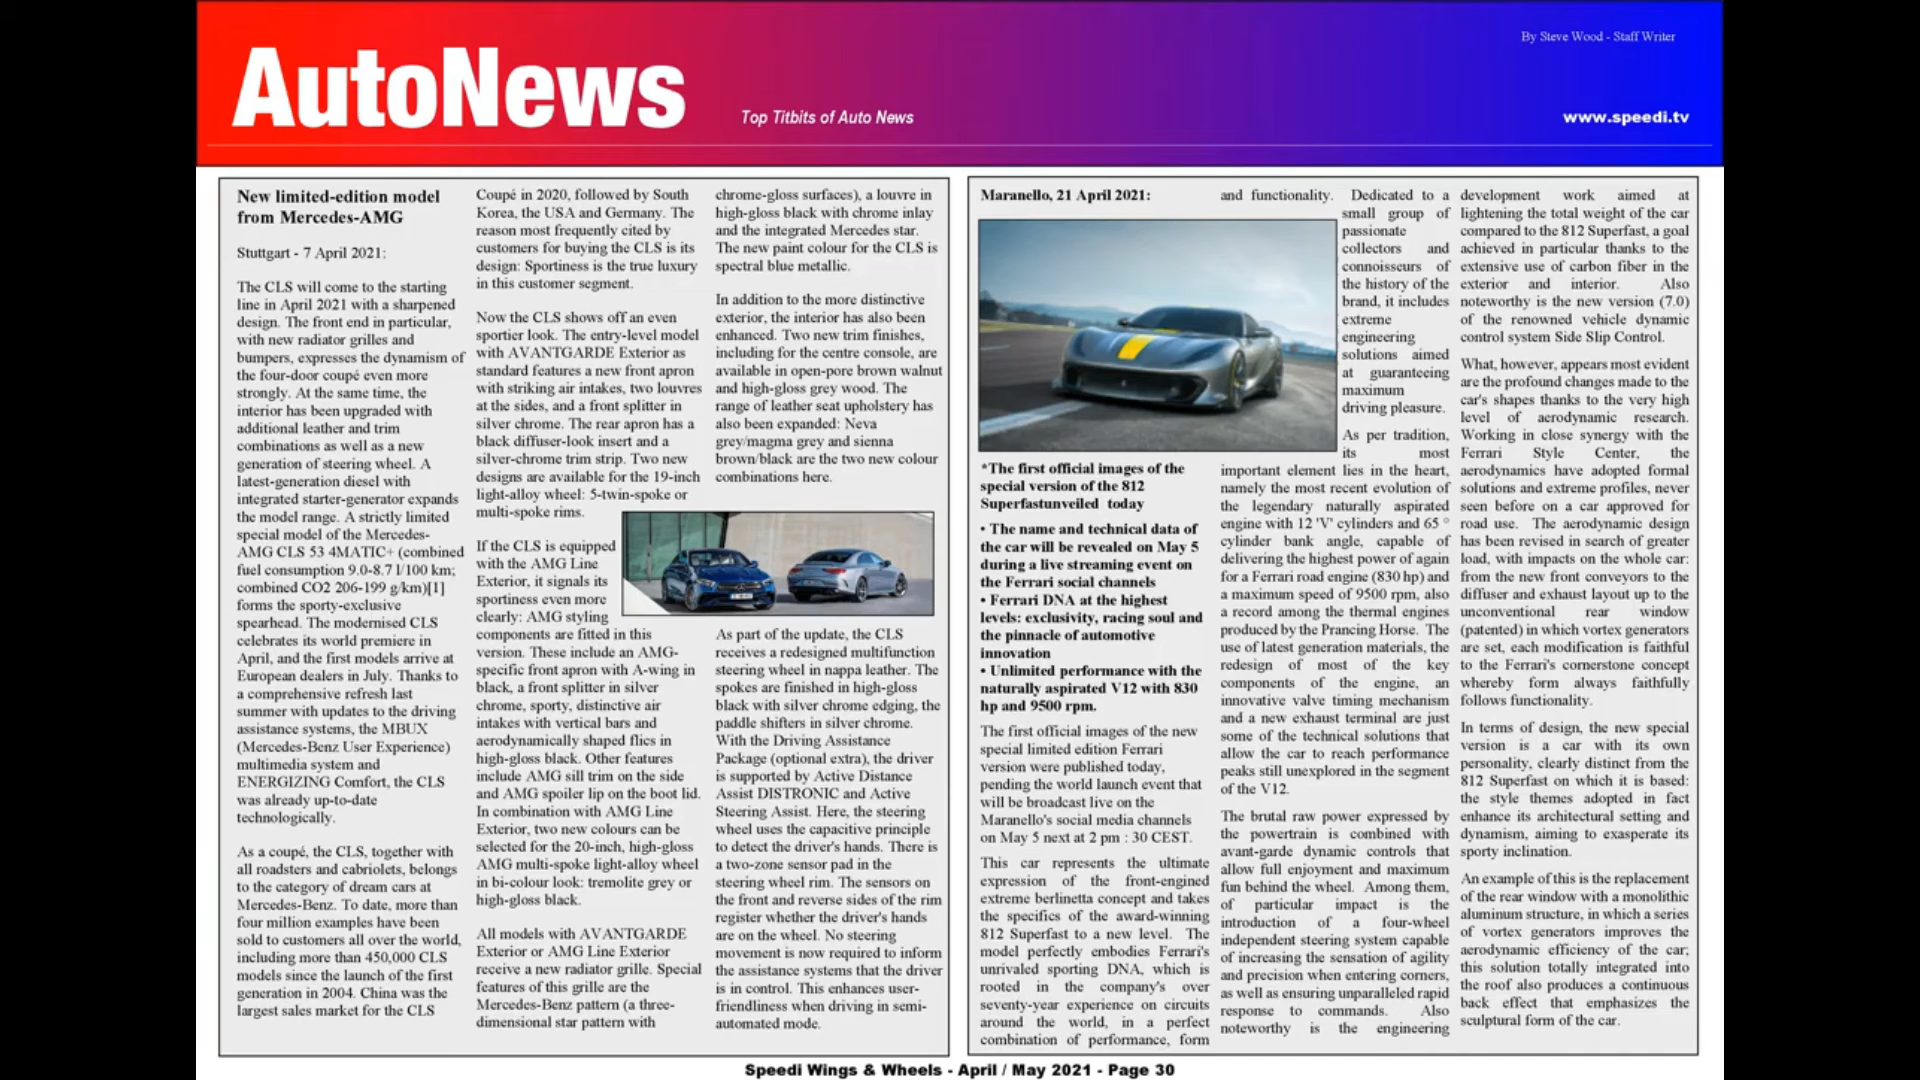 AutoNews
Top Titbits of Auto News
By Steve Wood - Staff Writer
www.speedi.tv
New limited-edition model
from Mercedes-AMG
Stuttgart - 7 April 2021:
The CLS will come to the starting
line in April 2021 with a sharpened
design. The front end in particular,
with new radiator grilles and
bumpers, expresses the dynamism of
the four-door coupé even more
strongly. At the same time, the
interior has been upgraded with
additional leather and trim
combinations as well as a new
generation of steering wheel. A
latest-generation diesel with
integrated starter-generator expands
the model range. A strictly limited
special model of the Mercedes-
AMG CLS 53 4MATIC+ (combined
fuel consumption 9.0-8.7 l/100 km;
combined CO2 206-199 g/km)[1]
forms the sporty-exclusive
spearhead. The modernised CLS
celebrates its world premiere in
April, and the first models arrive at
European dealers in July. Thanks to
a comprehensive refresh last
summer with updates to the driving
assistance systems, the MBUX
(Mercedes-Benz User Experience)
multimedia system and
ENERGIZING Comfort, the CLS
was already up-to-date
technologically.
As a coupé, the CLS, together with
all roadsters and cabriolets, belongs
to the category of dream cars at
Mercedes-Benz. To date, more than
four million examples have been
sold to customers all over the world,
including more than 450,000 CLS
models since the launch of the first
generation in 2004. China was the
largest sales market for the CLS
Coupé in 2020, followed by South
Korea, the USA and Germany. The
reason most frequently cited by
customers for buying the CLS is its
design: Sportiness is the true luxury
in this customer segment.
Now the CLS shows off an even
sportier look. The entry-level model
with AVANTGARDE Exterior as
standard features a new front apron
with striking air intakes, two louvres
at the sides, and a front splitter in
silver chrome. The rear apron has a
black diffuser-look insert and a
silver-chrome trim strip. Two new
designs are available for the 19-inch
light-alloy wheel: 5-twin-spoke or
multi-spoke rims.
If the CLS is equipped
with the AMG Line
Exterior, it signals its
sportiness even more
clearly: AMG styling
components are fitted in this
version. These include an AMG-
specific front apron with A-wing in
black, a front splitter in silver
chrome, sporty, distinctive air
intakes with vertical bars and
aerodynamically shaped flics in
high-gloss black. Other features
include AMG sill trim on the side
and AMG spoiler lip on the boot lid.
In combination with AMG Line
Exterior, two new colours can be
selected for the 20-inch, high-gloss
AMG multi-spoke light-alloy wheel
in bi-colour look: tremolite grey or
high-gloss black.
All models with AVANTGARDE
Exterior or AMG Line Exterior
receive a new radiator grille. Special
features of this grille are the
Mercedes-Benz pattern (a three-
dimensional star pattern with
chrome-gloss surfaces), a louvre in
high-gloss black with chrome inlay
and the integrated Mercedes star.
The new paint colour for the CLS is
spectral blue metallic.
In addition to the more distinctive
exterior, the interior has also been
enhanced. Two new trim finishes,
including for the centre console, are
available in open-pore brown walnut
and high-gloss grey wood. The
range of leather seat upholstery has
also been expanded: Neva
grey/magma grey and sienna
brown/black are the two new colour
combinations here.
As part of the update, the CLS
receives a redesigned multifunction
steering wheel in nappa leather. The
spokes are finished in high-gloss
black with silver chrome edging, the
paddle shifters in silver chrome.
With the Driving Assistance
Package (optional extra), the driver
is supported by Active Distance
Assist DISTRONIC and Active
Steering Assist. Here, the steering
wheel uses the capacitive principle
to detect the driver's hands. There is
a two-zone sensor pad in the
steering wheel rim. The sensors on
the front and reverse sides of the rim
register whether the driver's hands
are on the wheel. No steering
movement is now required to inform
the assistance systems that the driver
is in control. This enhances user-
friendliness when driving in semi-
automated mode.
Maranello, 21 April 2021:
*The first official images of the
special version of the 812
Superfastunveiled today
• The name and technical data of
the car will be revealed on May 5
during a live streaming event on
the Ferrari social channels
• Ferrari DNA at the highest
levels: exclusivity, racing soul and
the pinnacle of automotive
innovation
• Unlimited performance with the
naturally aspirated V12 with 830
hp and 9500 rpm.
The first official images of the new
special limited edition Ferrari
version were published today,
pending the world launch event that
will be broadcast live on the
Maranello's social media channels
on May 5 next at 2 pm : 30 CEST.
This car represents the ultimate
expression of the front-engined
extreme berlinetta concept and takes
the specifics of the award-winning
812 Superfast to a new level. The
model perfectly embodies Ferrari's
unrivaled sporting DNA, which is
rooted in the company's over
seventy-year experience on circuits
around the world, in a perfect
combination of performance, form
and functionality. Dedicated to a
small group of
passionate
collectors and
connoisseurs of
the history of the
brand, it includes
extreme
engineering
solutions aimed
at guaranteeing
maximum
driving pleasure.
As per tradition,
its most
important element lies in the heart,
namely the most recent evolution of
the legendary naturally aspirated
engine with 12 'V' cylinders and 65 °
cylinder bank angle, capable of
delivering the highest power of again
for a Ferrari road engine (830 hp) and
a maximum speed of 9500 rpm, also
a record among the thermal engines
produced by the Prancing Horse. The
use of latest generation materials, the
redesign of most of the key
components of the engine, an
innovative valve timing mechanism
and a new exhaust terminal are just
some of the technical solutions that
allow the car to reach performance
peaks still unexplored in the segment
of the V12.
The brutal raw power expressed by
the powertrain is combined with
avant-garde dynamic controls that
allow full enjoyment and maximum
fun behind the wheel. Among them,
of particular impact is the
introduction of a four-wheel
independent steering system capable
of increasing the sensation of agility
and precision when entering corners,
as well as ensuring unparalleled rapid
response to commands. Also
noteworthy is the engineering
development work aimed at
lightening the total weight of the car
compared to the 812 Superfast, a goal
achieved in particular thanks to the
extensive use of carbon fiber in the
exterior and interior. Also
noteworthy is the new version (7.0)
of the renowned vehicle dynamic
control system Side Slip Control.
What, however, appears most evident
are the profound changes made to the
car's shapes thanks to the very high
level of aerodynamic research.
Working in close synergy with the
Ferrari Style Center, the
aerodynamics have adopted formal
solutions and extreme profiles, never
seen before on a car approved for
road use. The aerodynamic design
has been revised in search of greater
load, with impacts on the whole car:
from the new front conveyors to the
diffuser and exhaust layout up to the
unconventional rear window
(patented) in which vortex generators
are set, each modification is faithful
to the Ferrari's cornerstone concept
whereby form always faithfully
follows functionality.
In terms of design, the new special
version is a car with its own
personality, clearly distinct from the
812 Superfast on which it is based:
the style themes adopted in fact
enhance its architectural setting and
dynamism, aiming to exasperate its
sporty inclination.
An example of this is the replacement
of the rear window with a monolithic
aluminum structure, in which a series
of vortex generators improves the
aerodynamic efficiency of the car;
this solution totally integrated into
the roof also produces a continuous
back effect that emphasizes the
sculptural form of the car.
Speedi Wings & Wheels - April / May 2021 - Page 30